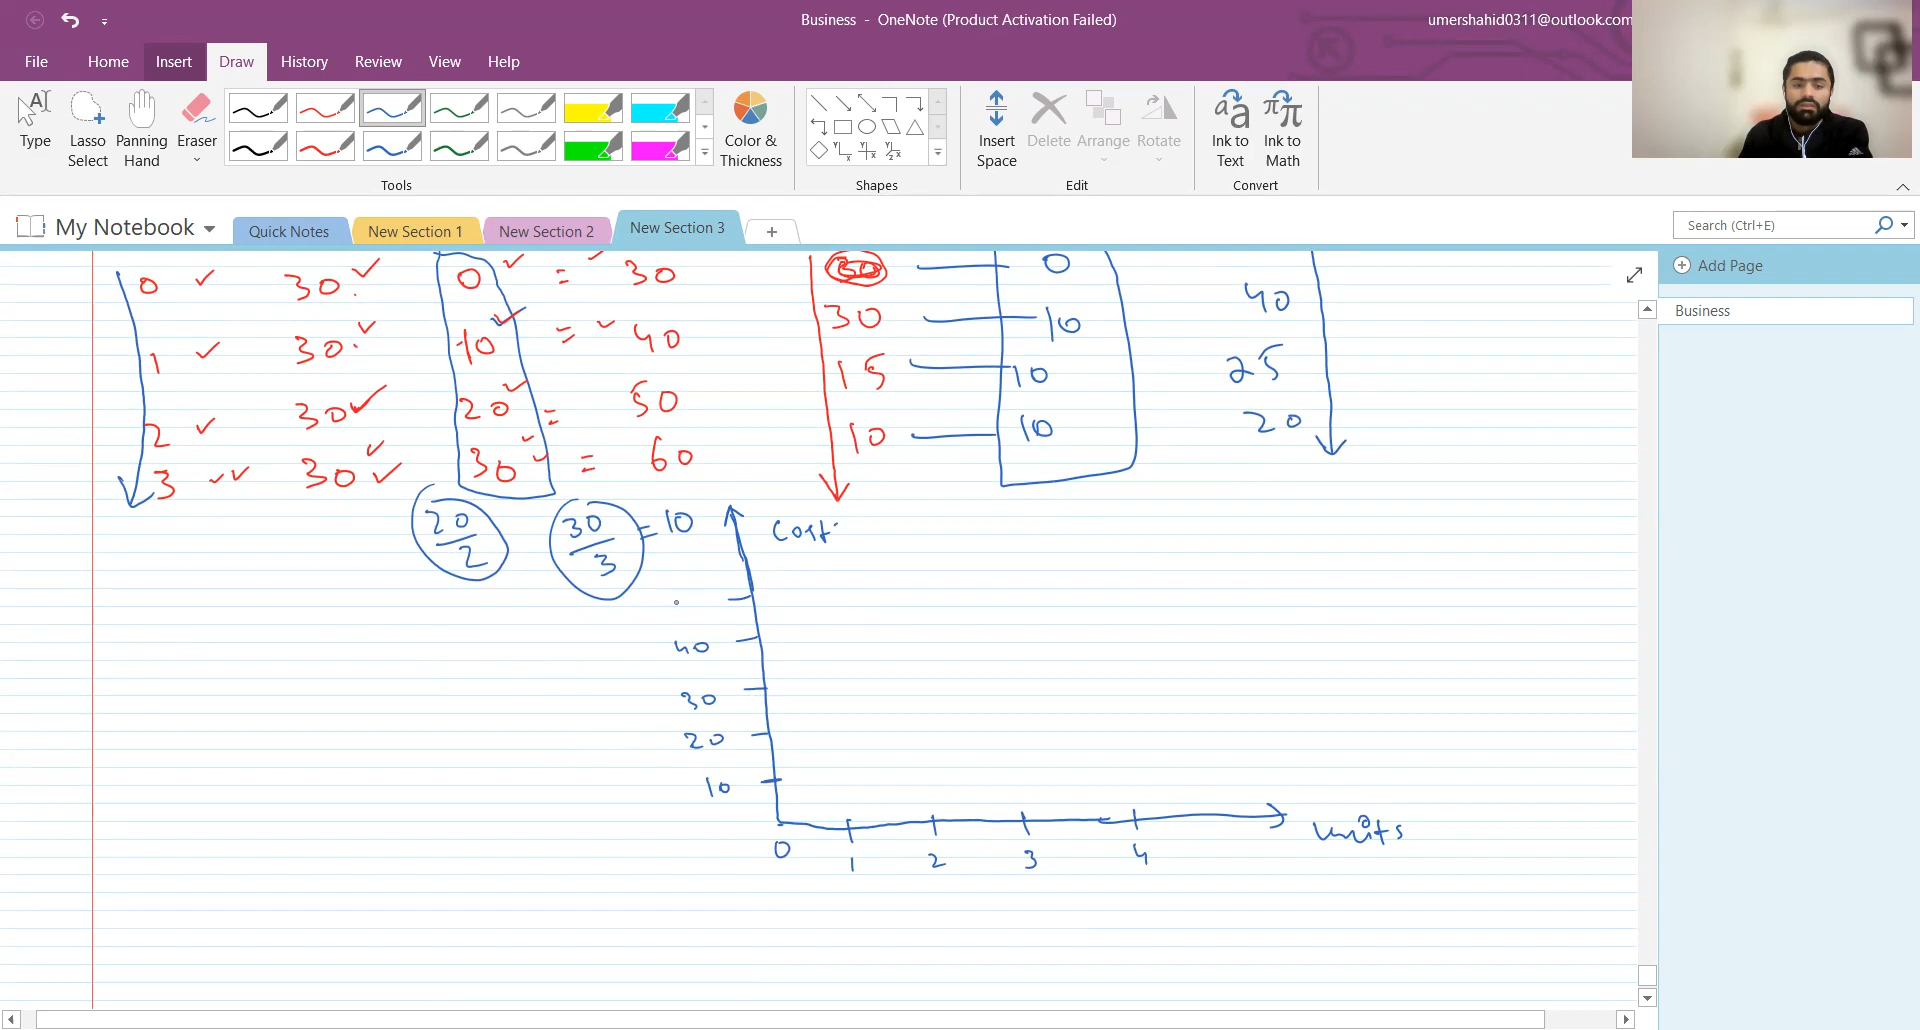 Business - OneNote (Product Activation Failed)
umershahid0311@outlook.com
File Home Insert Draw History Review View Help
Type
Lasso Select
Panning Hand
Eraser
Color & Thickness
Insert Space
Delete
Arrange
Rotate
Ink to Text
Ink to Math
Tools
Shapes
Edit
Convert
My Notebook
Quick Notes
New Section 1
New Section 2
New Section 3
Search (Ctrl+E)
Add Page
Business
0 ✓ 30 ✓ 0 ✓ = 30 30 0
1 ✓ 30 ✓ 10 ✓ = 40 30 10 40
2 ✓ 30 ✓ 20 ✓ = 50 15 10 25
3 ✓✓ 30 ✓✓ 30 ✓ = 60 10 10 20
20/2
30/3 = 10
Cost
40
30
20
10
0 1 2 3 4
units